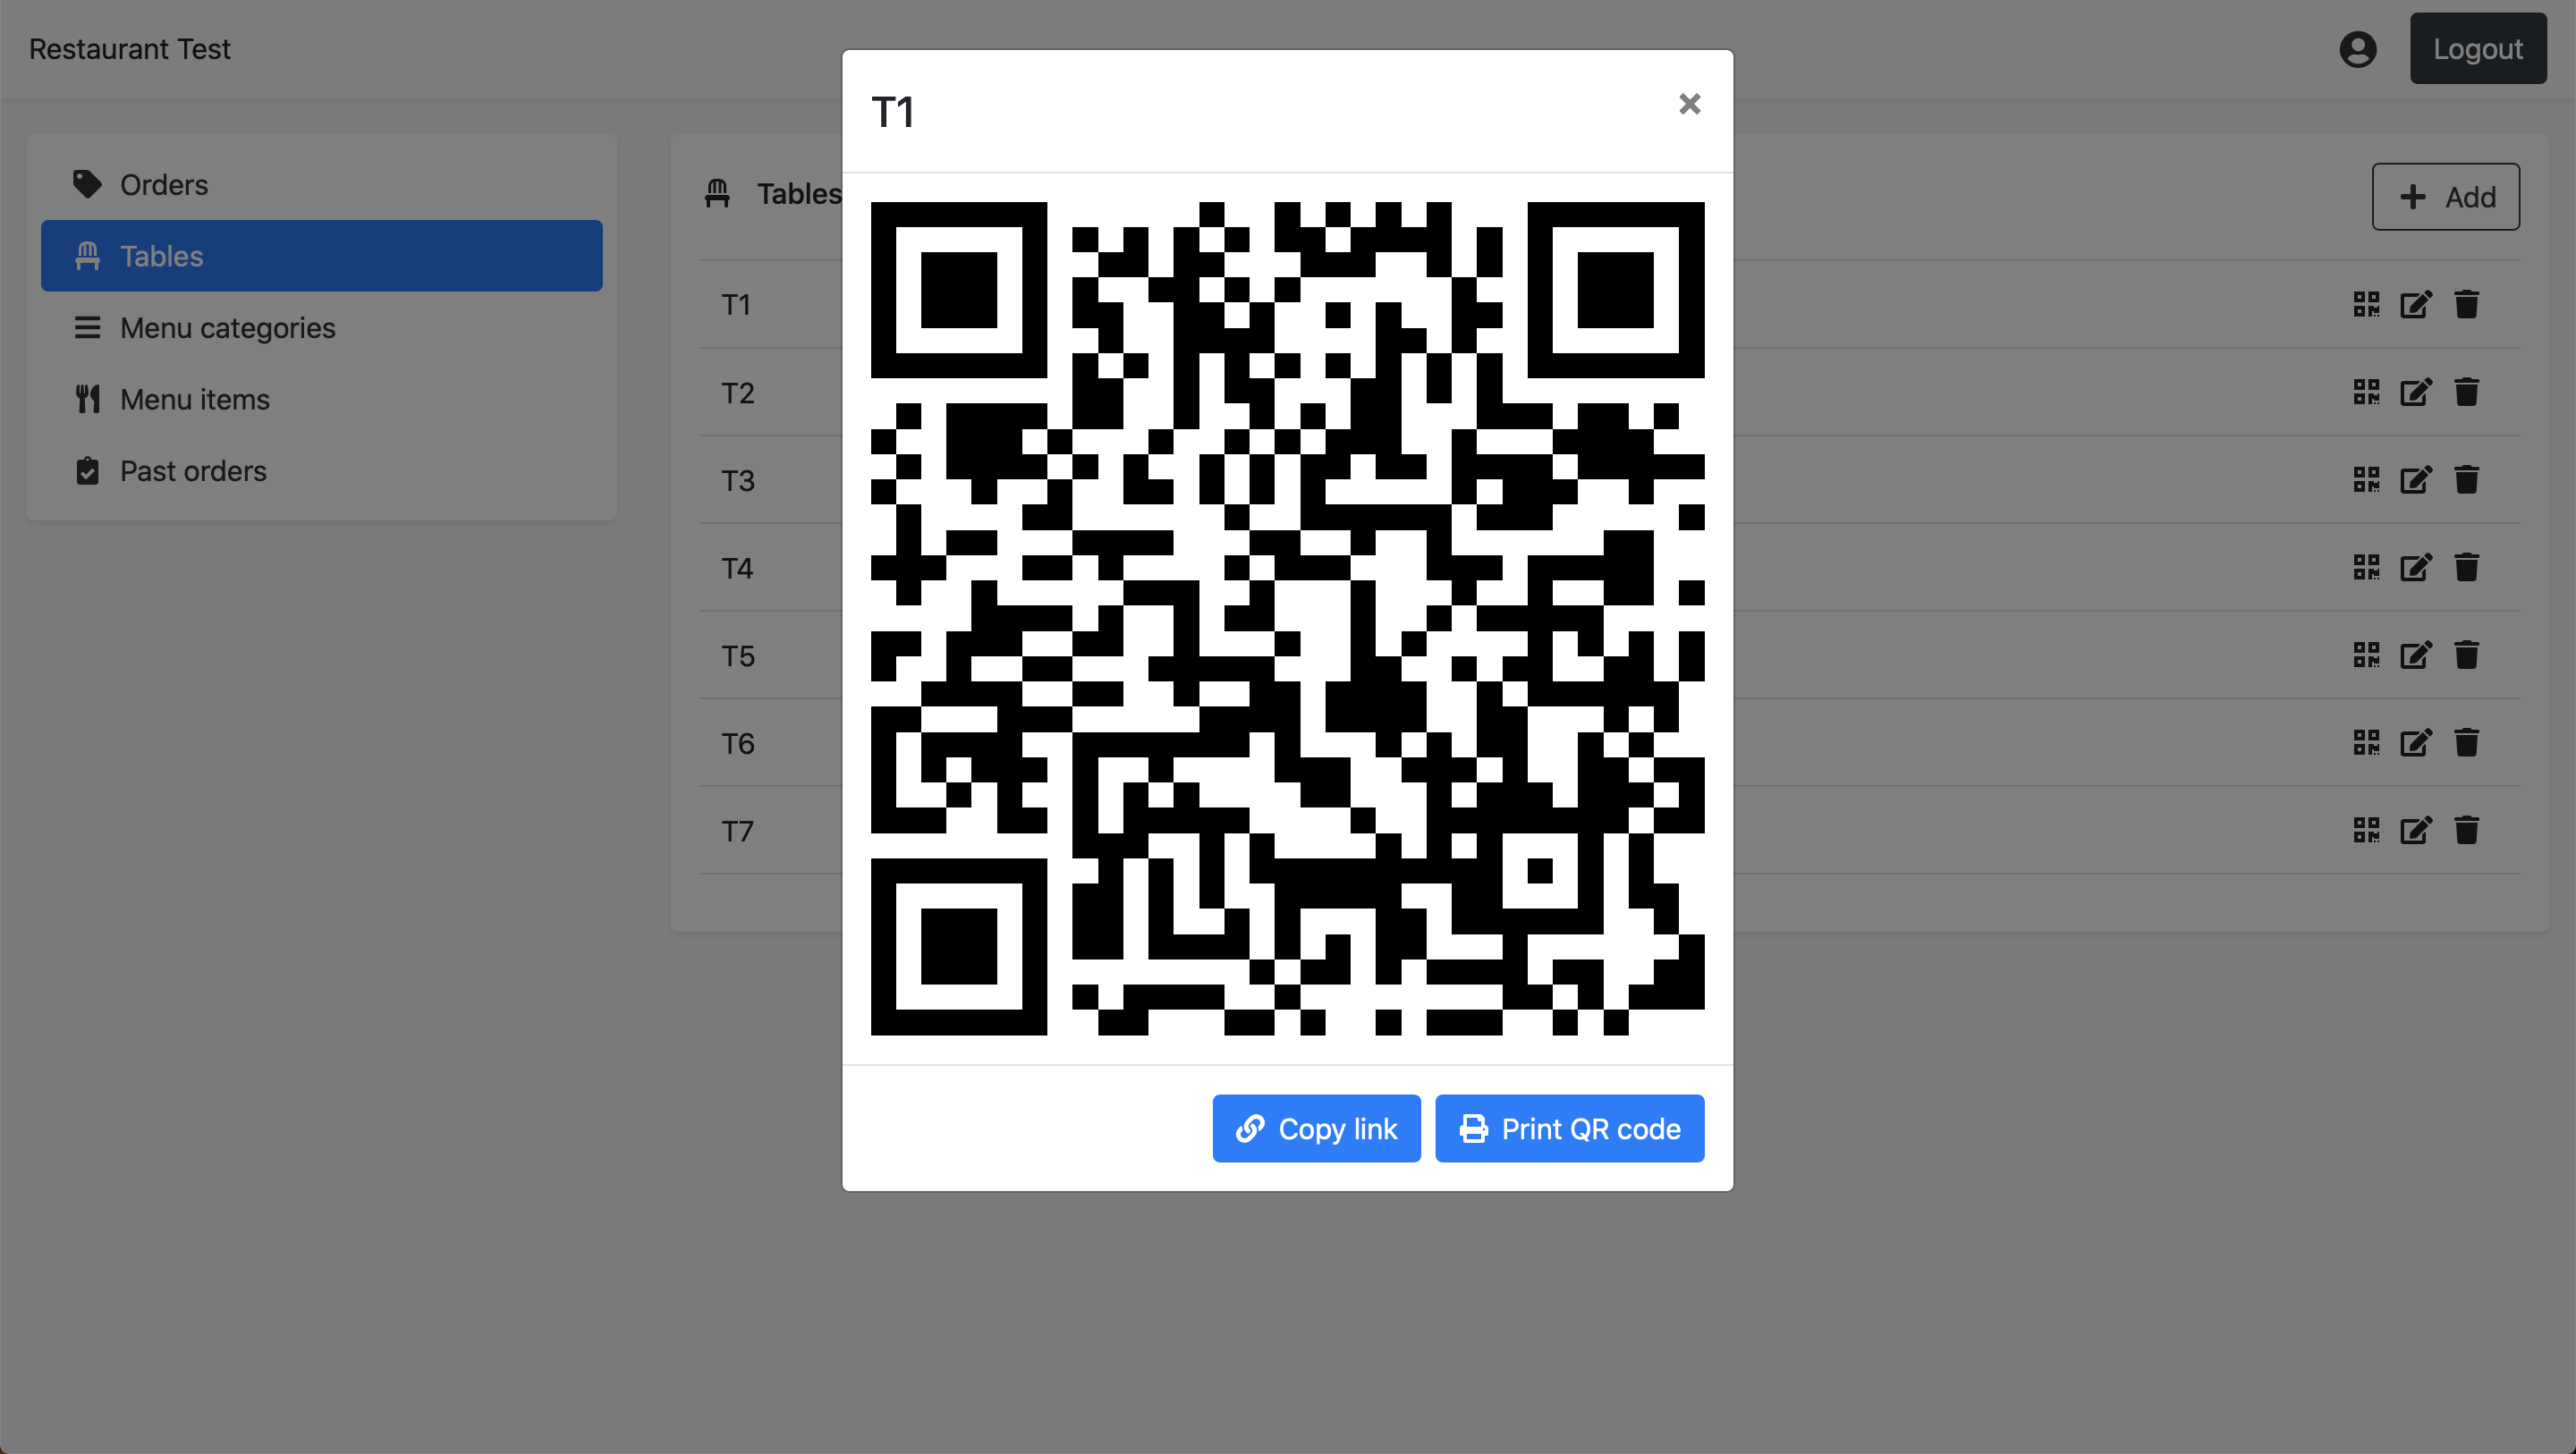 Restaurant Test
Logout
Orders
Tables
Menu categories
Menu items
Past orders
Tables
Add
T1
T2
T3
T4
T5
T6
T7
T1
×
Copy link
Print QR code